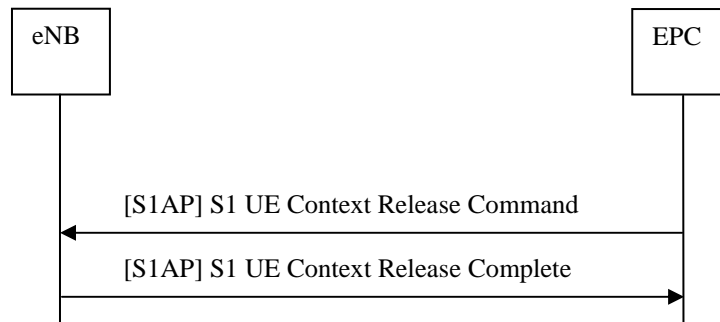 eNB
EPC
[S1AP] S1 UE Context Release Command
[S1AP] S1 UE Context Release Complete